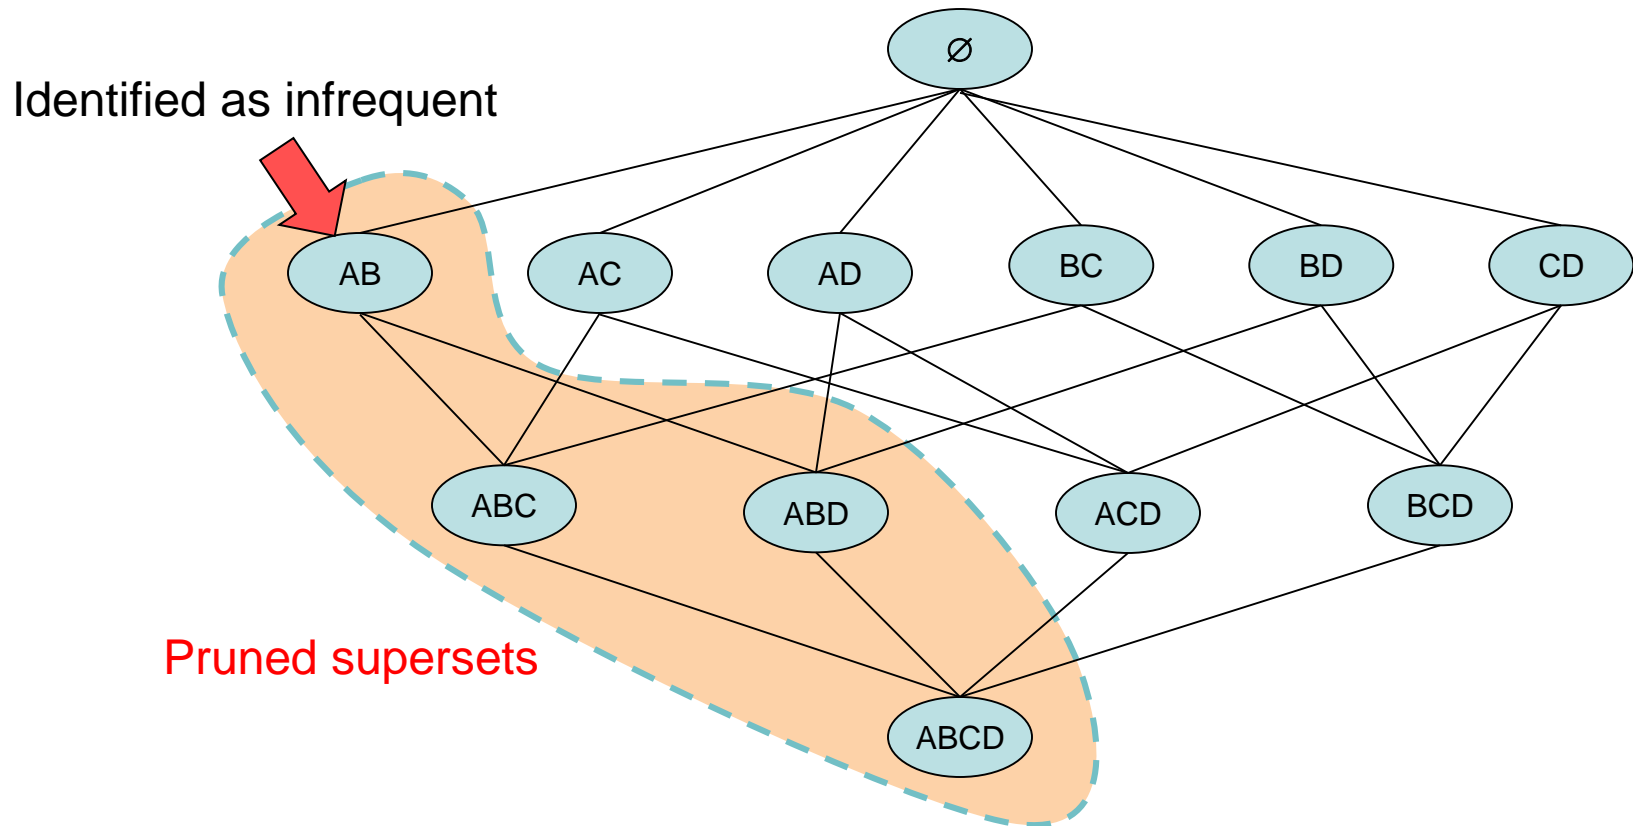 ∅
Identified as infrequent
AB
AC
AD
BC
BD
CD
ABC
ABD
ACD
BCD
Pruned supersets
ABCD